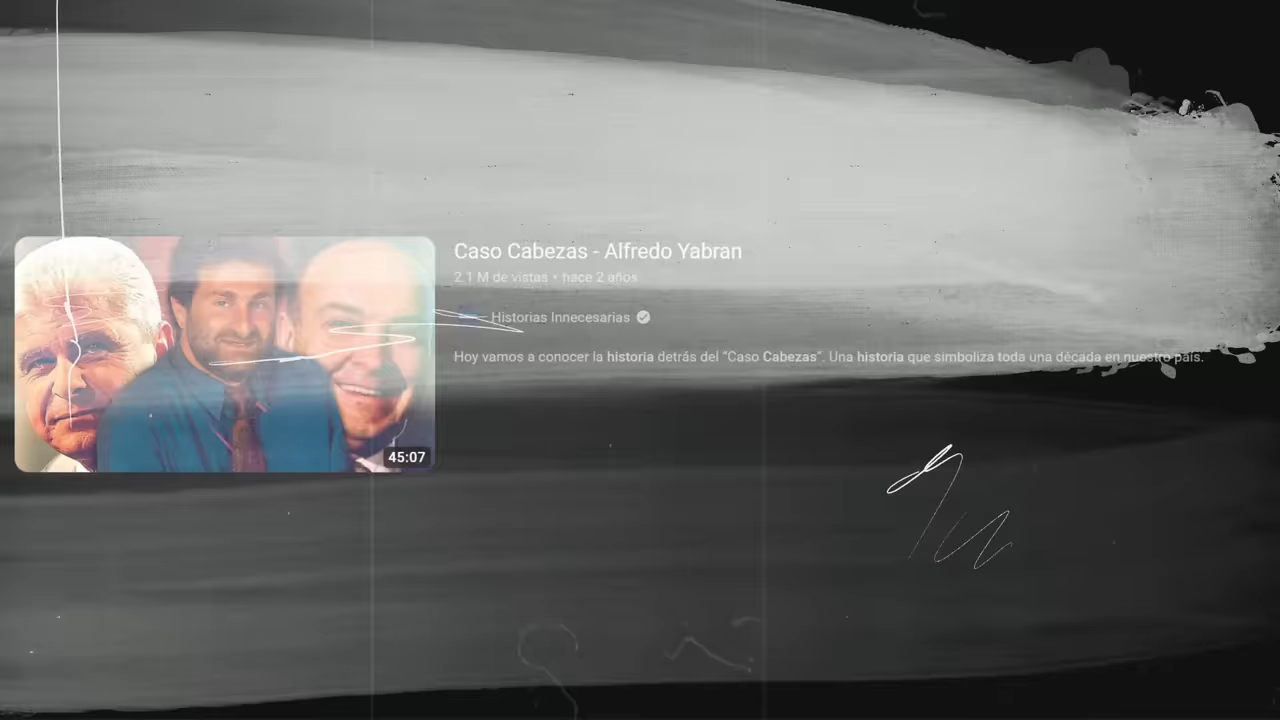 Caso Cabezas - Alfredo Yabran
2.1 M de vistas • hace 2 años
Historias Innecesarias
Hoy vamos a conocer la historia detrás del “Caso Cabezas”. Una historia que simboliza toda una década en nuestro país.
45:07